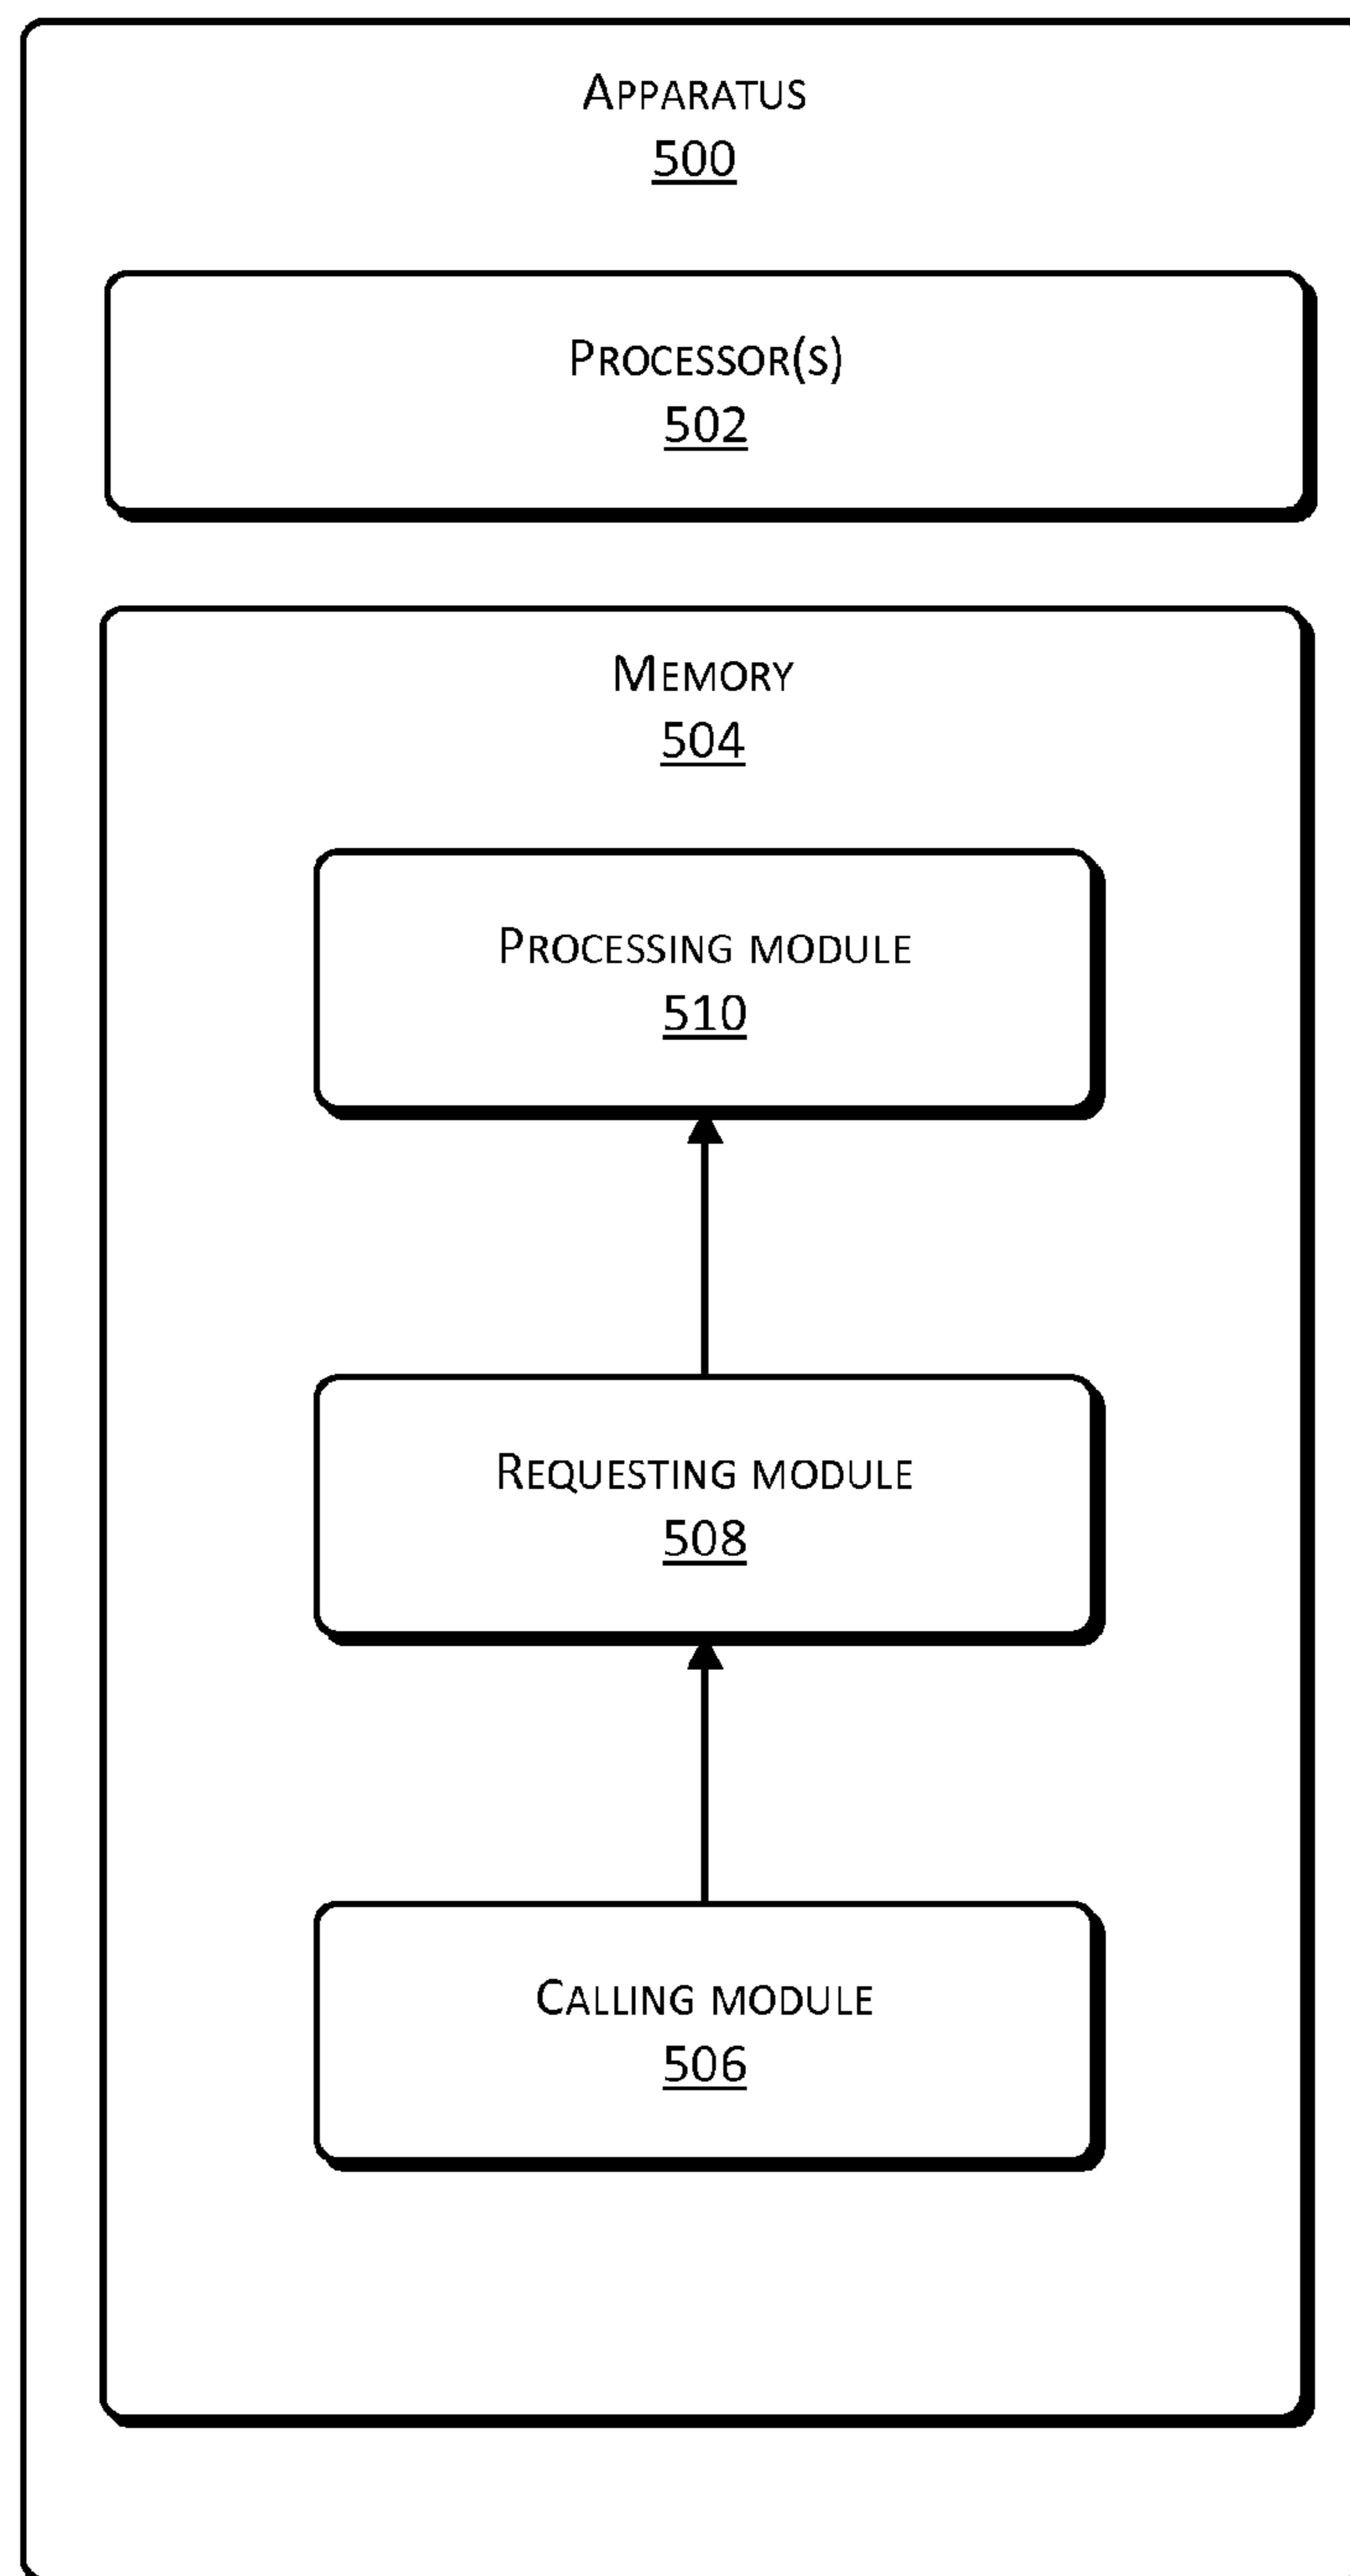 APPARATUS
500
PROCESSOR(S)
502
MEMORY
504
PROCESSING MODULE
510
REQUESTING MODULE
508
CALLING MODULE
506